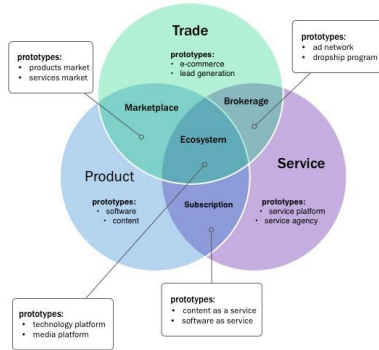 Trade
prototypes:
• e-commerce
• lead generation
prototypes:
• products market
• services market
prototypes:
• ad network
• dropship program
Marketplace
Brokerage
Ecosystem
Product
prototypes:
• software
• content
Service
prototypes:
• service platform
• service agency
Subscription
prototypes:
• technology platform
• media platform
prototypes:
• content as a service
• software as service